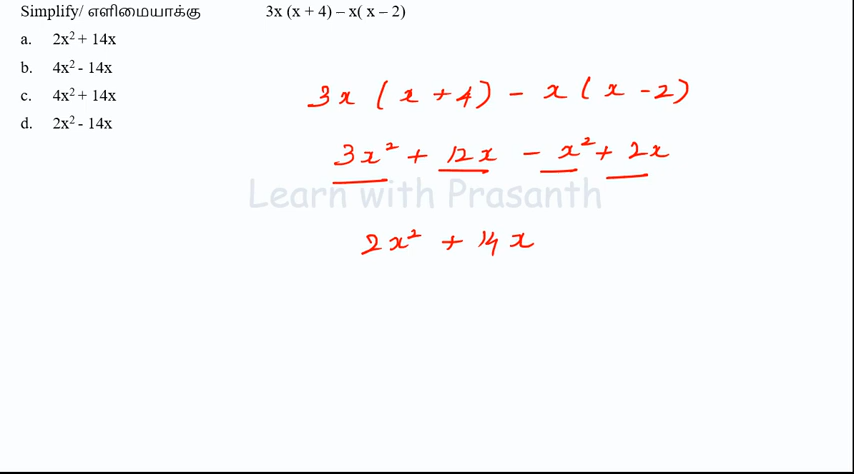 Simplify/ எளிமையாக்கு 3x (x + 4) – x( x – 2)
a. 2x² + 14x
b. 4x² - 14x
c. 4x² + 14x
d. 2x² - 14x
3x (x + 4) - x (x - 2)
3x² + 12x - x² + 2x
Learn with Prasanth
2x² + 14x